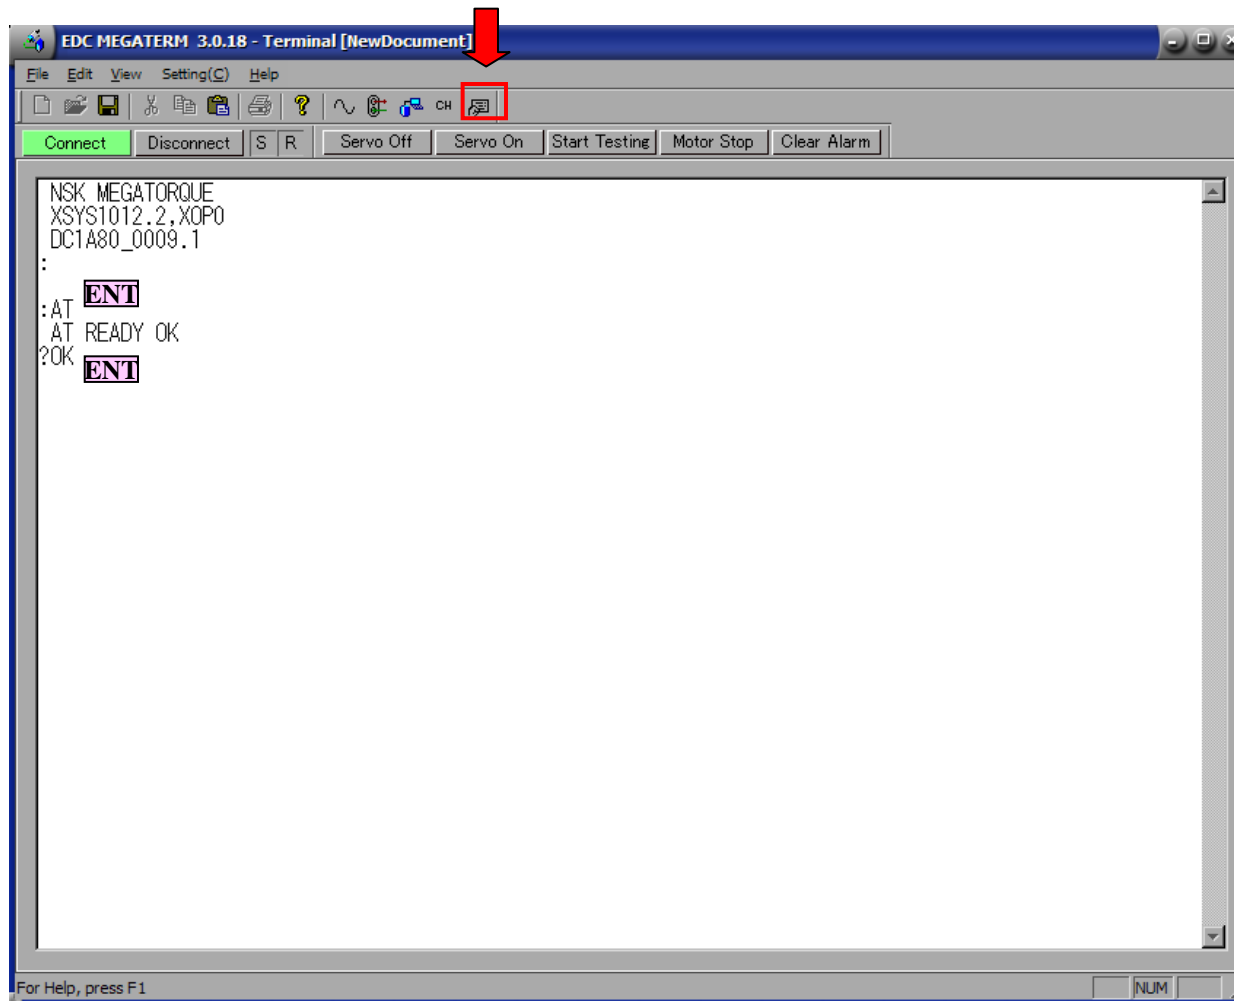 EDC MEGATERM 3.0.18 - Terminal [NewDocument]
File Edit View Setting(C) Help
CH
Connect Disconnect S R Servo Off Servo On Start Testing Motor Stop Clear Alarm
NSK MEGATORQUE
XSYS1012.2,XOP0
DC1A80_0009.1
:
:AT ENT
AT READY OK
?OK ENT
For Help, press F1 NUM